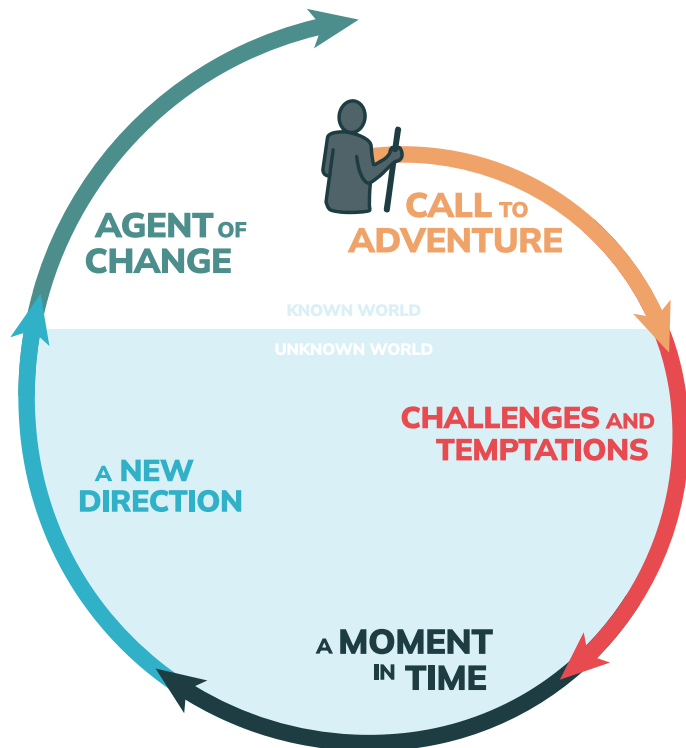 CALL TO
ADVENTURE
KNOWN WORLD
UNKNOWN WORLD
CHALLENGES AND
TEMPTATIONS
A MOMENT
IN TIME
A NEW
DIRECTION
AGENT OF
CHANGE